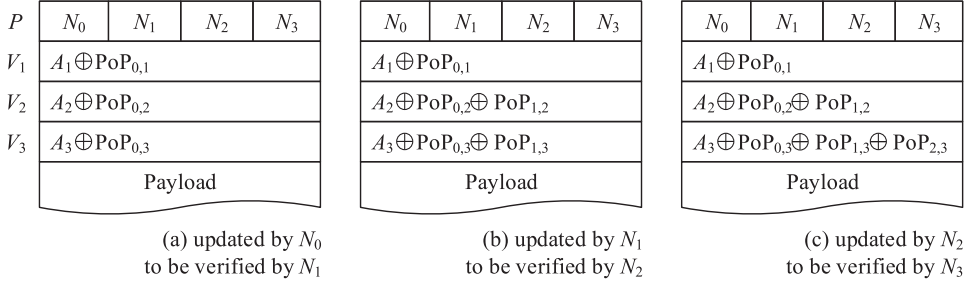 P N₀ N₁ N₂ N₃ N₀ N₁ N₂ N₃ N₀ N₁ N₂ N₃
V₁ A₁⊕PoP₀,₁ A₁⊕PoP₀,₁ A₁⊕PoP₀,₁
V₂ A₂⊕PoP₀,₂ A₂⊕PoP₀,₂⊕ PoP₁,₂ A₂⊕PoP₀,₂⊕ PoP₁,₂
V₃ A₃⊕PoP₀,₃ A₃⊕PoP₀,₃⊕ PoP₁,₃ A₃⊕PoP₀,₃⊕ PoP₁,₃⊕ PoP₂,₃
Payload Payload Payload
(a) updated by N₀
to be verified by N₁
(b) updated by N₁
to be verified by N₂
(c) updated by N₂
to be verified by N₃